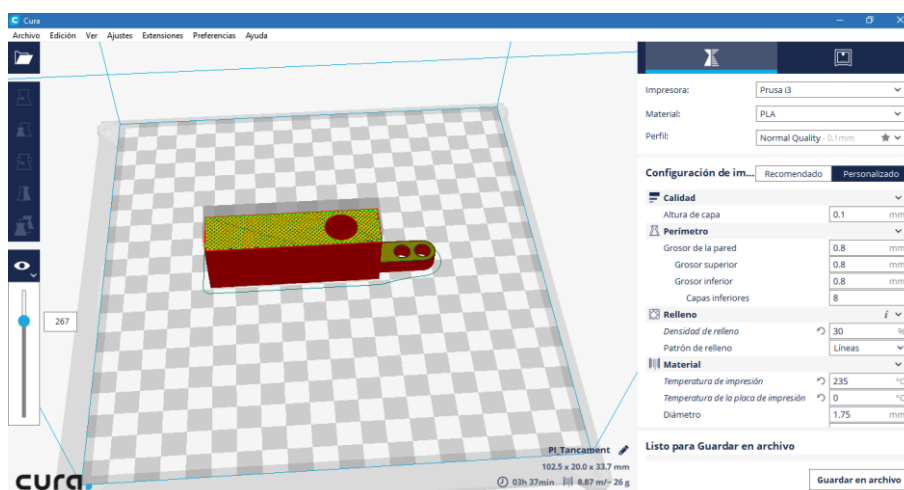 Cura
Archivo Edición Ver Ajustes Extensiones Preferencias Ayuda
Impresora: Prusa i3
Material: PLA
Perfil: Normal Quality - 0.1mm
Configuración de im... Recomendado Personalizado
Calidad
Altura de capa 0.1 mm
Perímetro
Grosor de la pared 0.8 mm
Grosor superior 0.8 mm
Grosor inferior 0.8 mm
Capas inferiores 8
Relleno i
Densidad de relleno 30 %
Patrón de relleno Líneas
Material
Temperatura de impresión 235 °C
Temperatura de la placa de impresión 0 °C
Diámetro 1.75 mm
267
PI_Tancament
102.5 x 20.0 x 33.7 mm
03h 37min 8.87 m/~ 26 g
cura
Listo para Guardar en archivo
Guardar en archivo